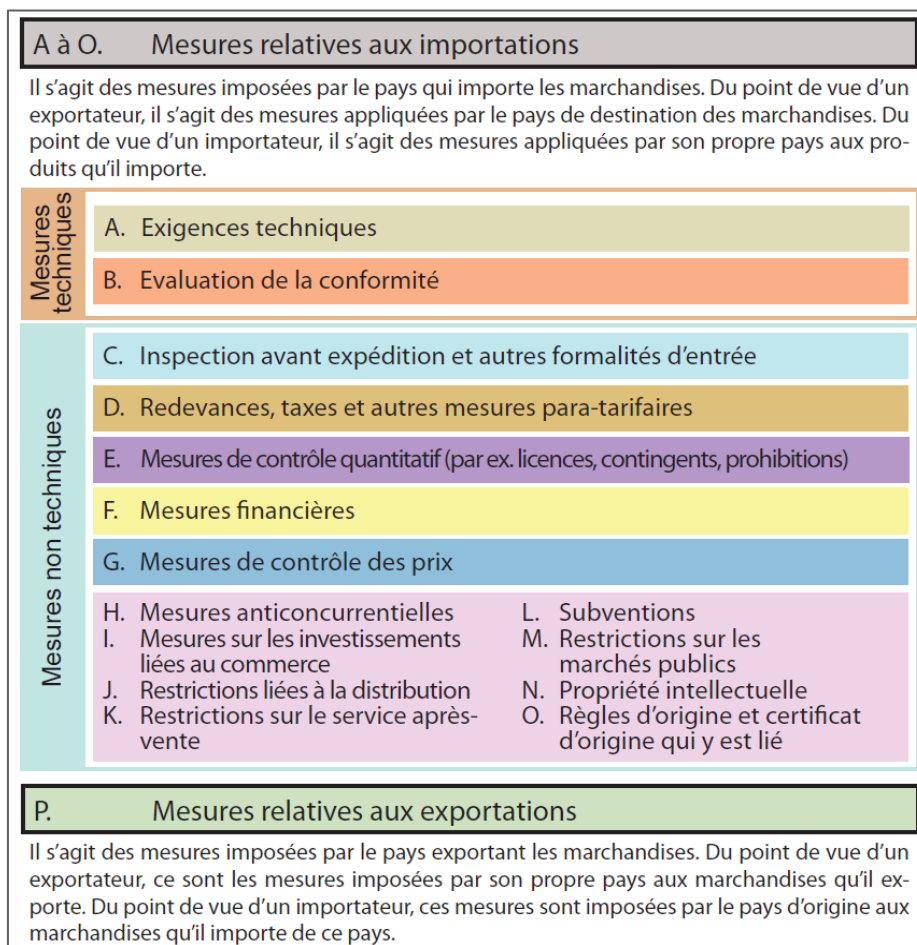 A à O. Mesures relatives aux importations
Il s'agit des mesures imposées par le pays qui importe les marchandises. Du point de vue d'un
exportateur, il s'agit des mesures appliquées par le pays de destination des marchandises. Du
point de vue d'un importateur, il s'agit des mesures appliquées par son propre pays aux pro-
duits qu'il importe.
Mesures
techniques
A. Exigences techniques
B. Evaluation de la conformité
Mesures non techniques
C. Inspection avant expédition et autres formalités d'entrée
D. Redevances, taxes et autres mesures para-tarifaires
E. Mesures de contrôle quantitatif (par ex. licences, contingents, prohibitions)
F. Mesures financières
G. Mesures de contrôle des prix
H. Mesures anticoncurrentielles
I. Mesures sur les investissements
liées au commerce
J. Restrictions liées à la distribution
K. Restrictions sur le service après-
vente
L. Subventions
M. Restrictions sur les
marchés publics
N. Propriété intellectuelle
O. Règles d'origine et certificat
d'origine qui y est lié
P. Mesures relatives aux exportations
Il s'agit des mesures imposées par le pays exportant les marchandises. Du point de vue d'un
exportateur, ce sont les mesures imposées par son propre pays aux marchandises qu'il ex-
porte. Du point de vue d'un importateur, ces mesures sont imposées par le pays d'origine aux
marchandises qu'il importe de ce pays.